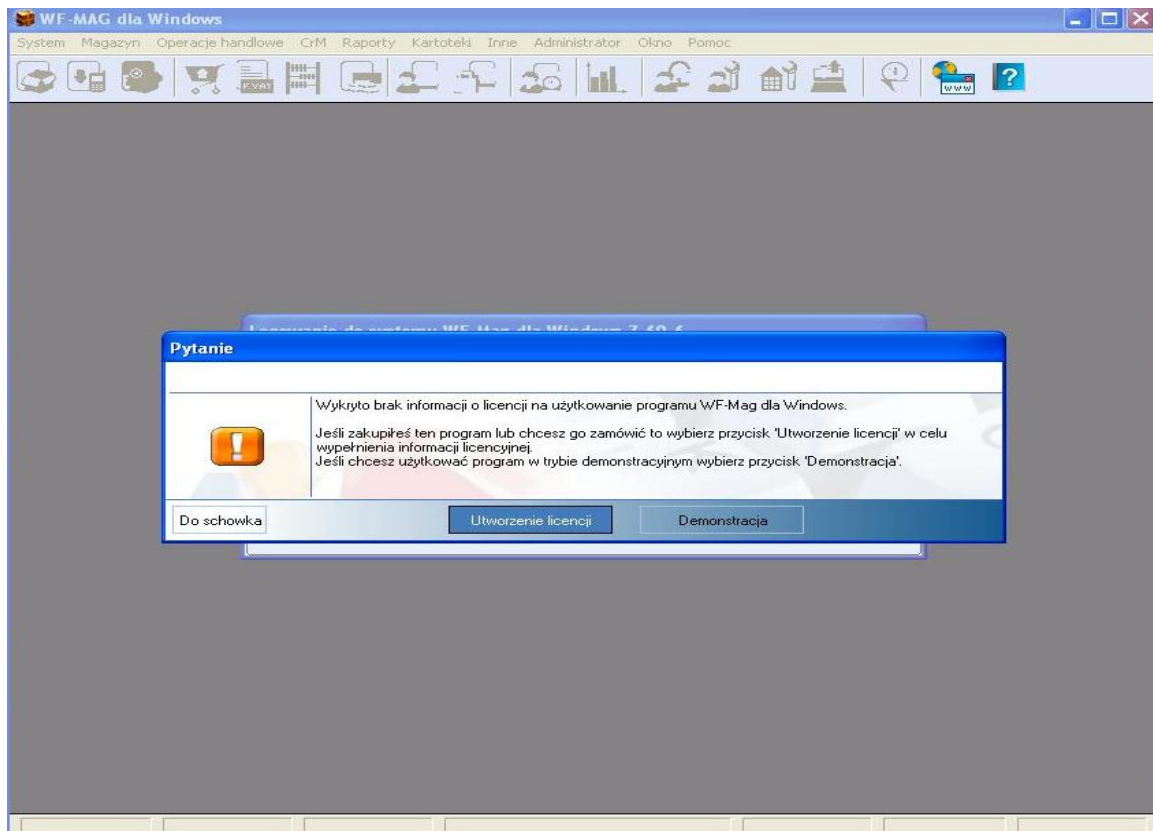 WF-MAG dla Windows
System Magazyn Operacje handlowe CrM Raporty Kartoteki Inne Administrator Okno Pomoc
F.VAT
WWW
?
Pytanie
Wykryto brak informacji o licencji na użytkowanie programu WF-Mag dla Windows.
Jeśli zakupiłeś ten program lub chcesz go zamówić to wybierz przycisk 'Utworzenie licencji' w celu
wypełnienia informacji licencyjnej.
Jeśli chcesz użytkować program w trybie demonstracyjnym wybierz przycisk 'Demonstracja'.
Do schowka Utworzenie licencji Demonstracja